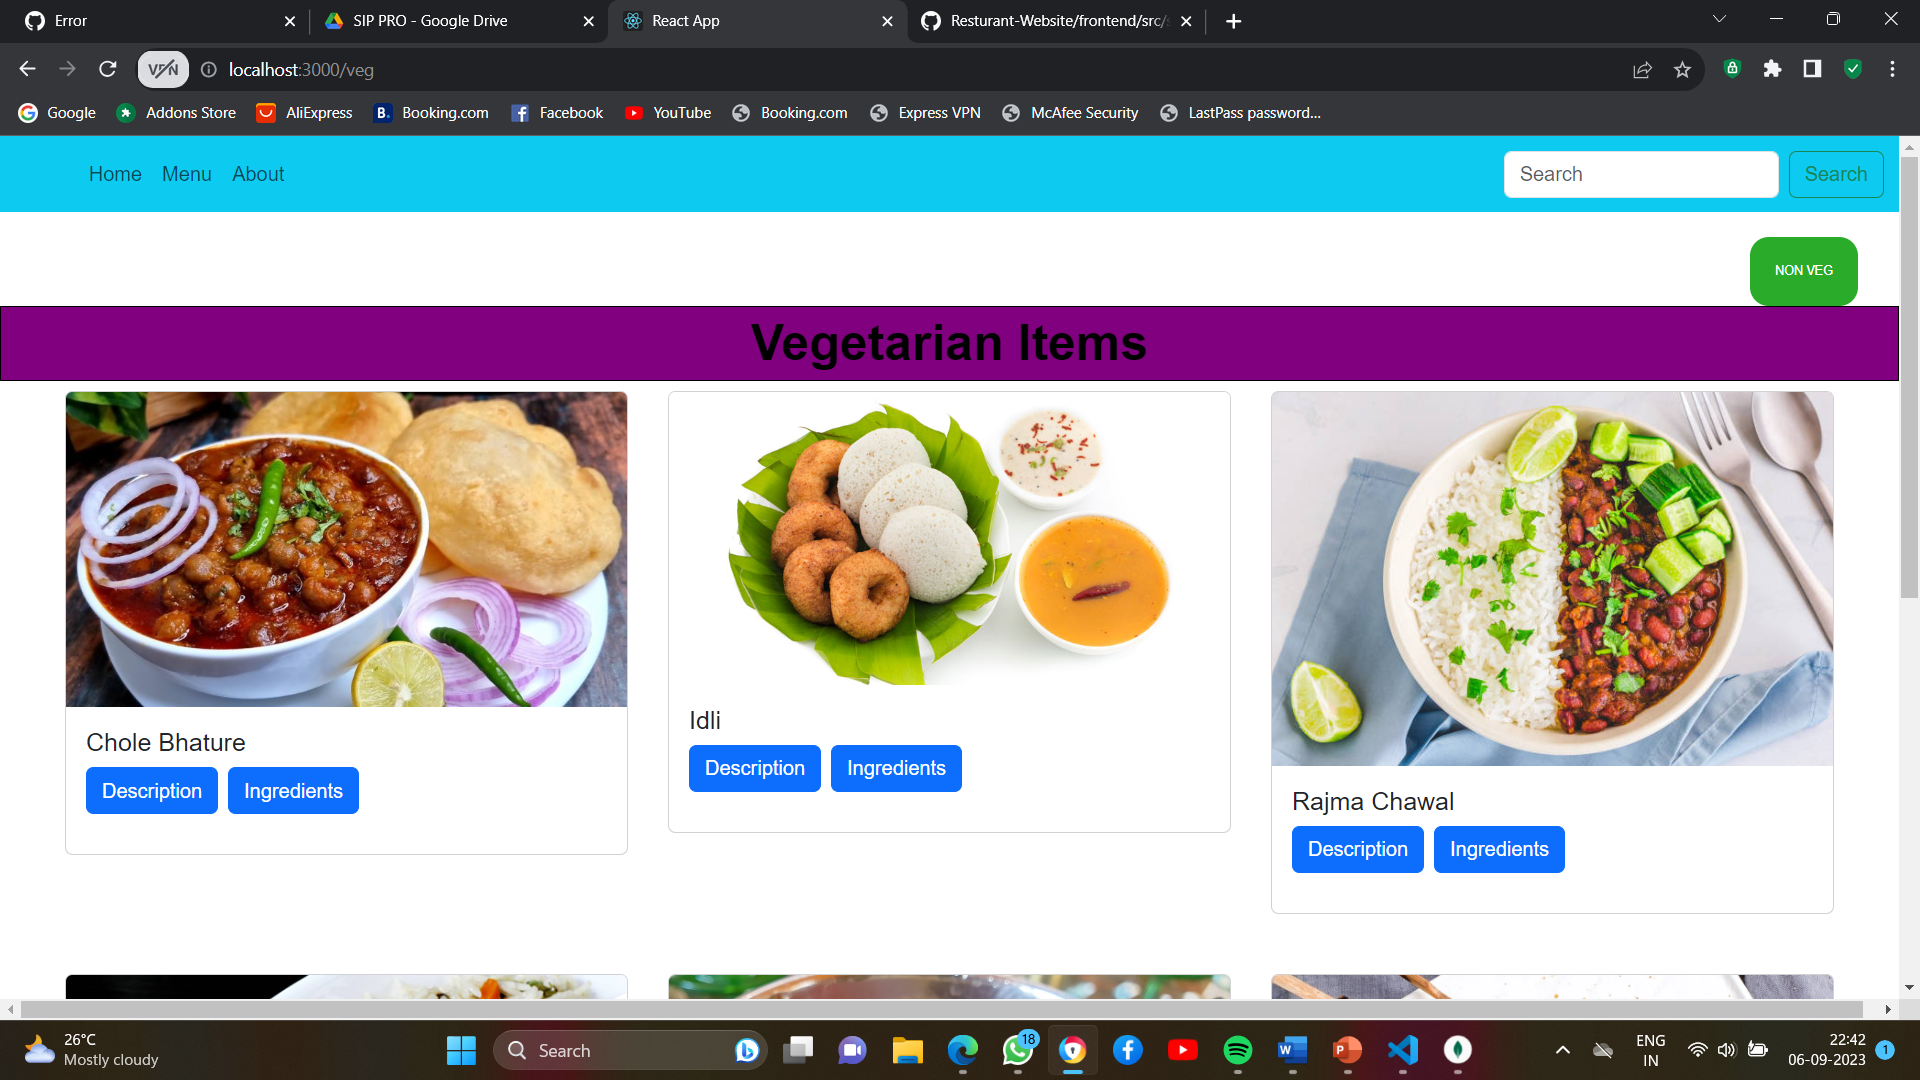 Error
SIP PRO - Google Drive
React App
Resturant-Website/frontend/src/
VPN
localhost:3000/veg
Google
Addons Store
AliExpress
B.
Booking.com
Facebook
YouTube
Booking.com
Express VPN
McAfee Security
LastPass password...
Home
Menu
About
Search
Search
NON VEG
Vegetarian Items
Chole Bhature
Description
Ingredients
Idli
Description
Ingredients
Rajma Chawal
Description
Ingredients
26°C
Mostly cloudy
Search
18
W
P
ENG
IN
22:42
06-09-2023
1